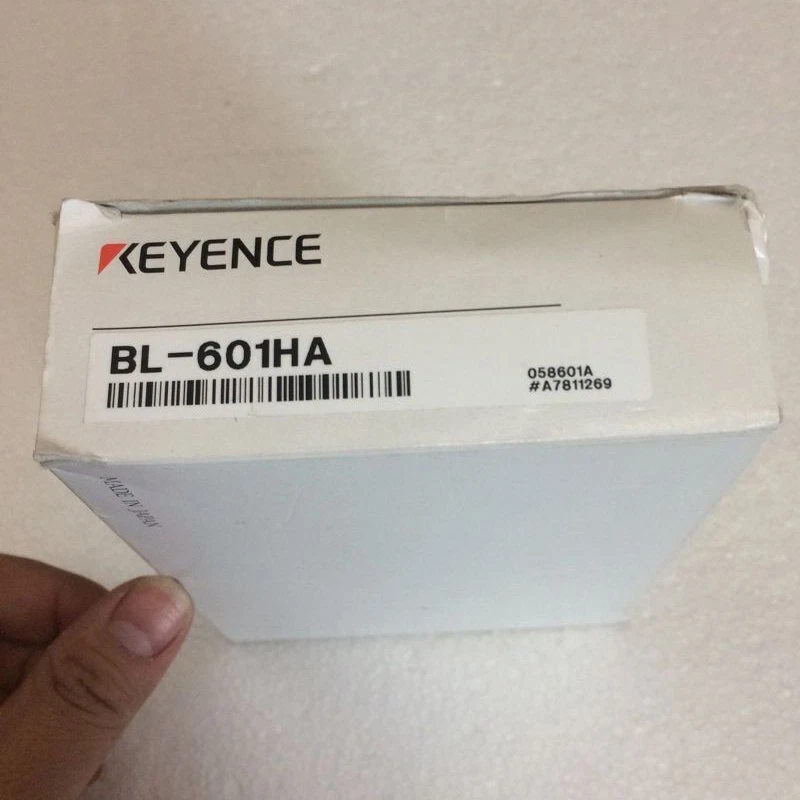 KEYENCE
BL-601HA
058601A
#A7811269
MADE IN JAPAN